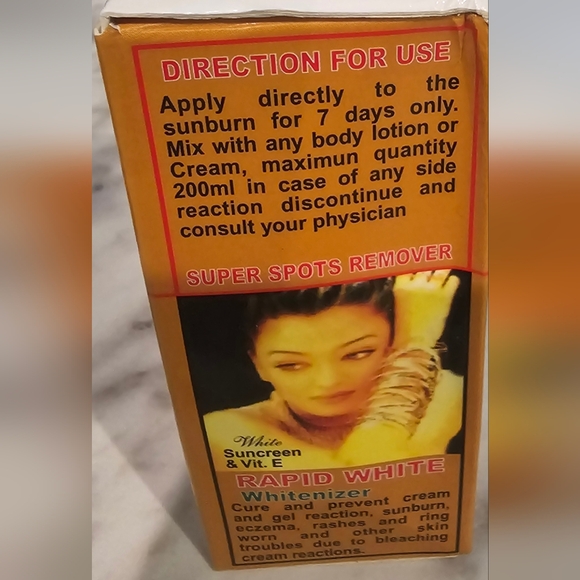 DIRECTION FOR USE
Apply directly to the
sunburn for 7 days only.
Mix with any body lotion or
Cream, maximun quantity
200ml in case of any side
reaction discontinue and
consult your physician
SUPER SPOTS REMOVER
White
Suncreen
& Vit. E
RAPID WHITE
Whitenizer
Cure and prevent cream
and gel reaction, sunburn,
eczema, rashes and ring
worn and other skin
troubles due to bleaching
cream reactions.